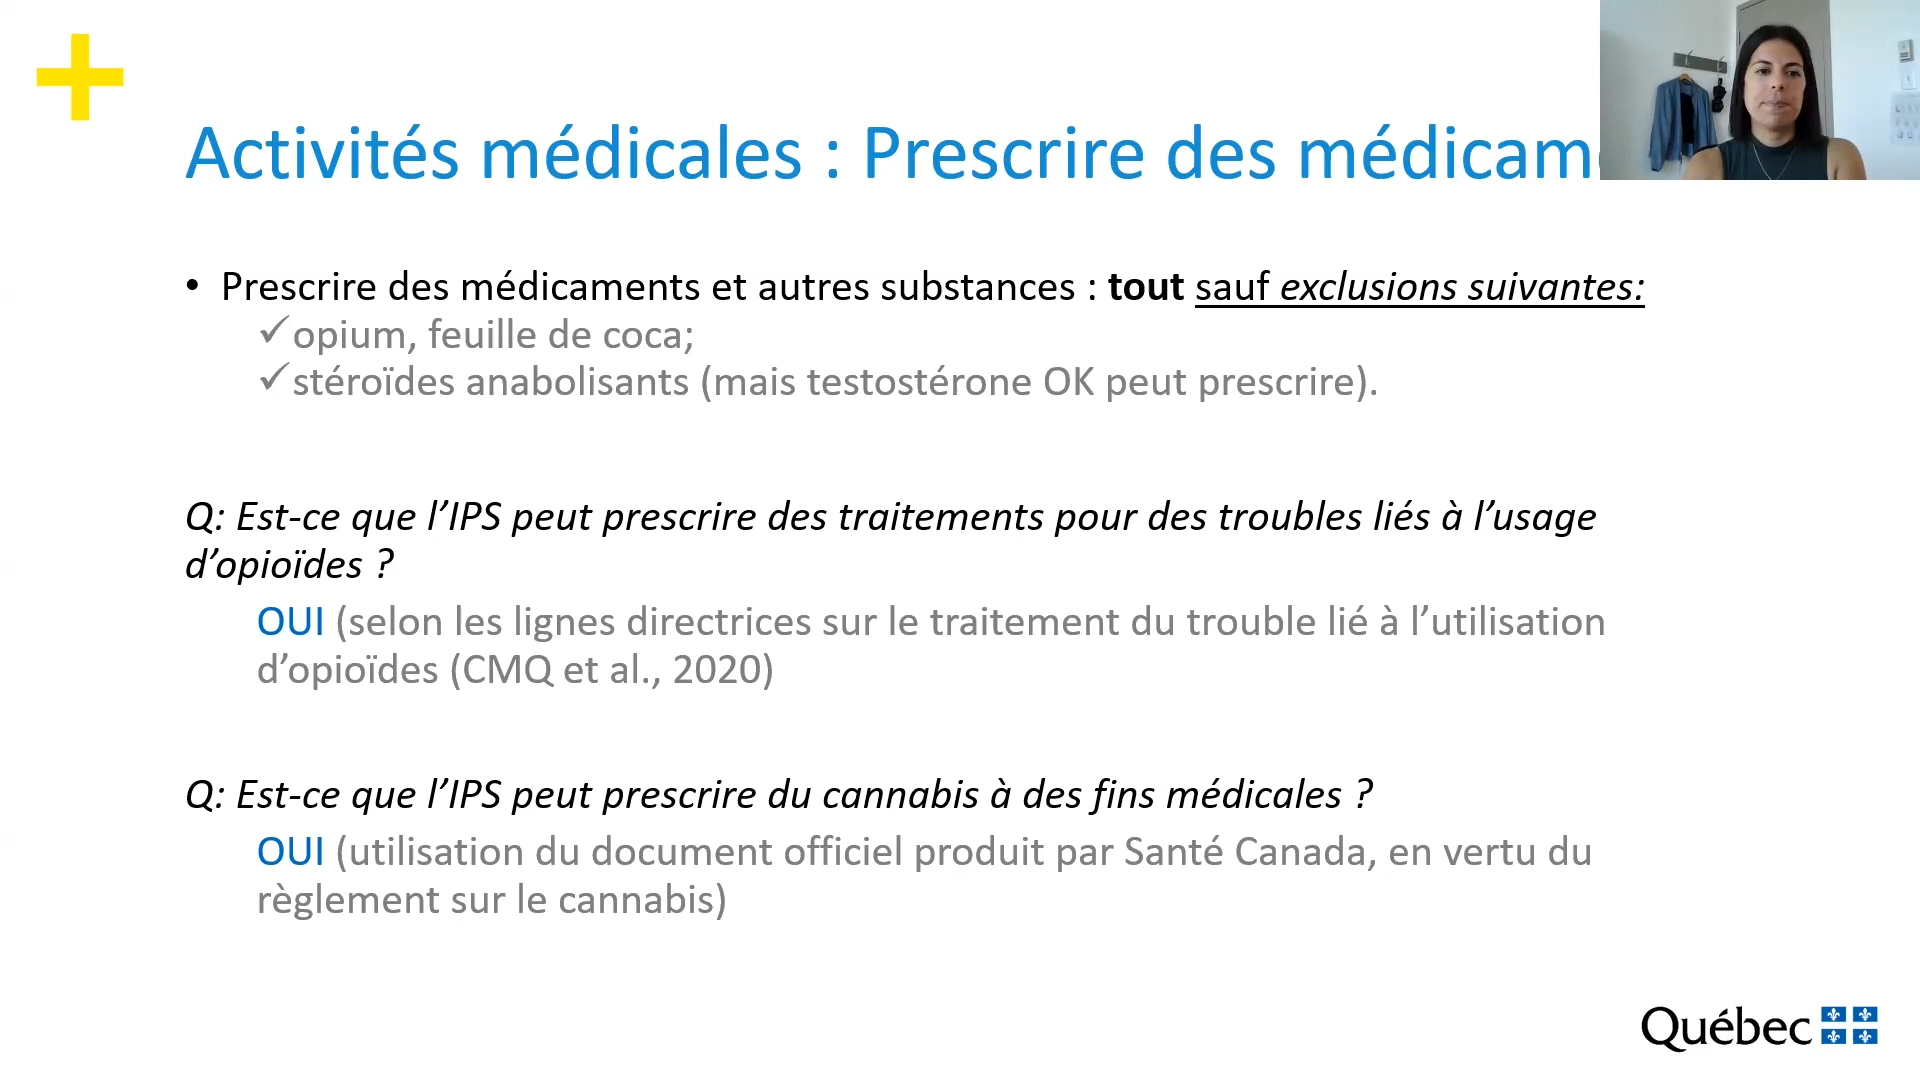 Activités médicales : Prescrire des médicam
• Prescrire des médicaments et autres substances : tout sauf exclusions suivantes:
✓opium, feuille de coca;
✓stéroïdes anabolisants (mais testostérone OK peut prescrire).
Q: Est-ce que l’IPS peut prescrire des traitements pour des troubles liés à l’usage
d’opioïdes ?
OUI (selon les lignes directrices sur le traitement du trouble lié à l’utilisation
d’opioïdes (CMQ et al., 2020)
Q: Est-ce que l’IPS peut prescrire du cannabis à des fins médicales ?
OUI (utilisation du document officiel produit par Santé Canada, en vertu du
règlement sur le cannabis)
Québec